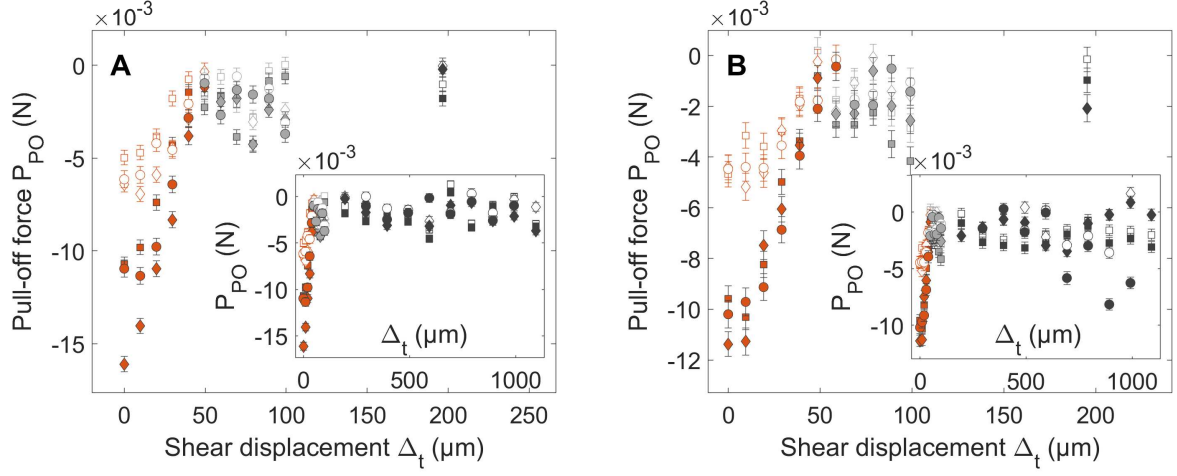 × 10⁻³
A
Pull-off force P_PO (N)
0
-5
-10
-15
0 50 100 150 200 250
Shear displacement Δ_t (μm)
× 10⁻³
0
-5
-10
-15
P_PO (N)
Δ_t (μm)
0 500 1000
× 10⁻³
B
Pull-off force P_PO (N)
0
-2
-4
-6
-8
-10
-12
0 50 100 150 200
Shear displacement Δ_t (μm)
× 10⁻³
0
-5
-10
P_PO (N)
Δ_t (μm)
0 500 1000